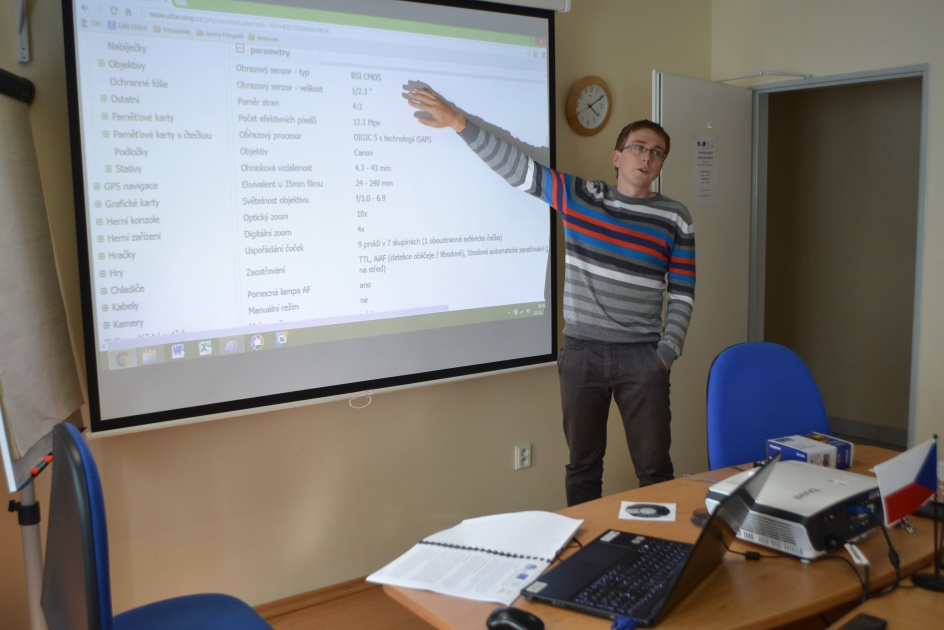 Nabíječky
Objektivy
Ochranné fólie
Ostatní
Paměťové karty
Paměťové karty s čtečkou
Podložky
Stativy
GPS navigace
Grafické karty
Herní konzole
Herní zařízení
Hračky
Hry
Chladiče
Kabely
Kamery
parametry
Obrazový senzor - typ BSI CMOS
Obrazový senzor - velikost 1/2.3 "
Poměr stran 4:3
Počet efektivních pixelů 12.1 Mpx
Obrazový procesor DIGIC 5 s technologií iSAPS
Objektiv Canon
Ohnisková vzdálenost 4.3 - 43 mm
Ekvivalent u 35mm filmu 24 - 240 mm
Světelnost objektivu f/3.0 - 6.9
Optický zoom 10x
Digitální zoom 4x
Uspořádání čoček 9 prvků v 7 skupinách (1 oboustranná asférická čočka)
Zaostřování TTL, AiAF (detekce obličeje / 9bodové), 1bodové automatické zaostřování
na střed)
Pomocná lampa AF ano
Manuální režim ne
BenQ